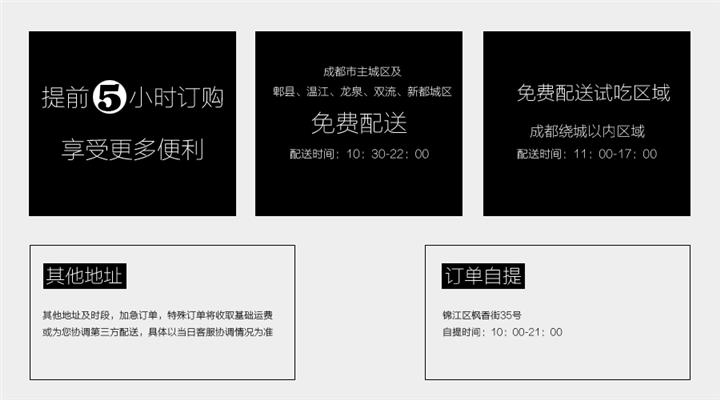 提前5小时订购
享受更多便利
成都市主城区及
郫县、温江、龙泉、双流、新都城区
免费配送
配送时间：10：30-22：00
免费配送试吃区域
成都绕城以内区域
配送时间：11：00-17：00
其他地址
其他地址及时段，加急订单，特殊订单将收取基础运费
或为您协调第三方配送，具体以当日客服协调情况为准
订单自提
锦江区枫香街35号
自提时间：10：00-21：00